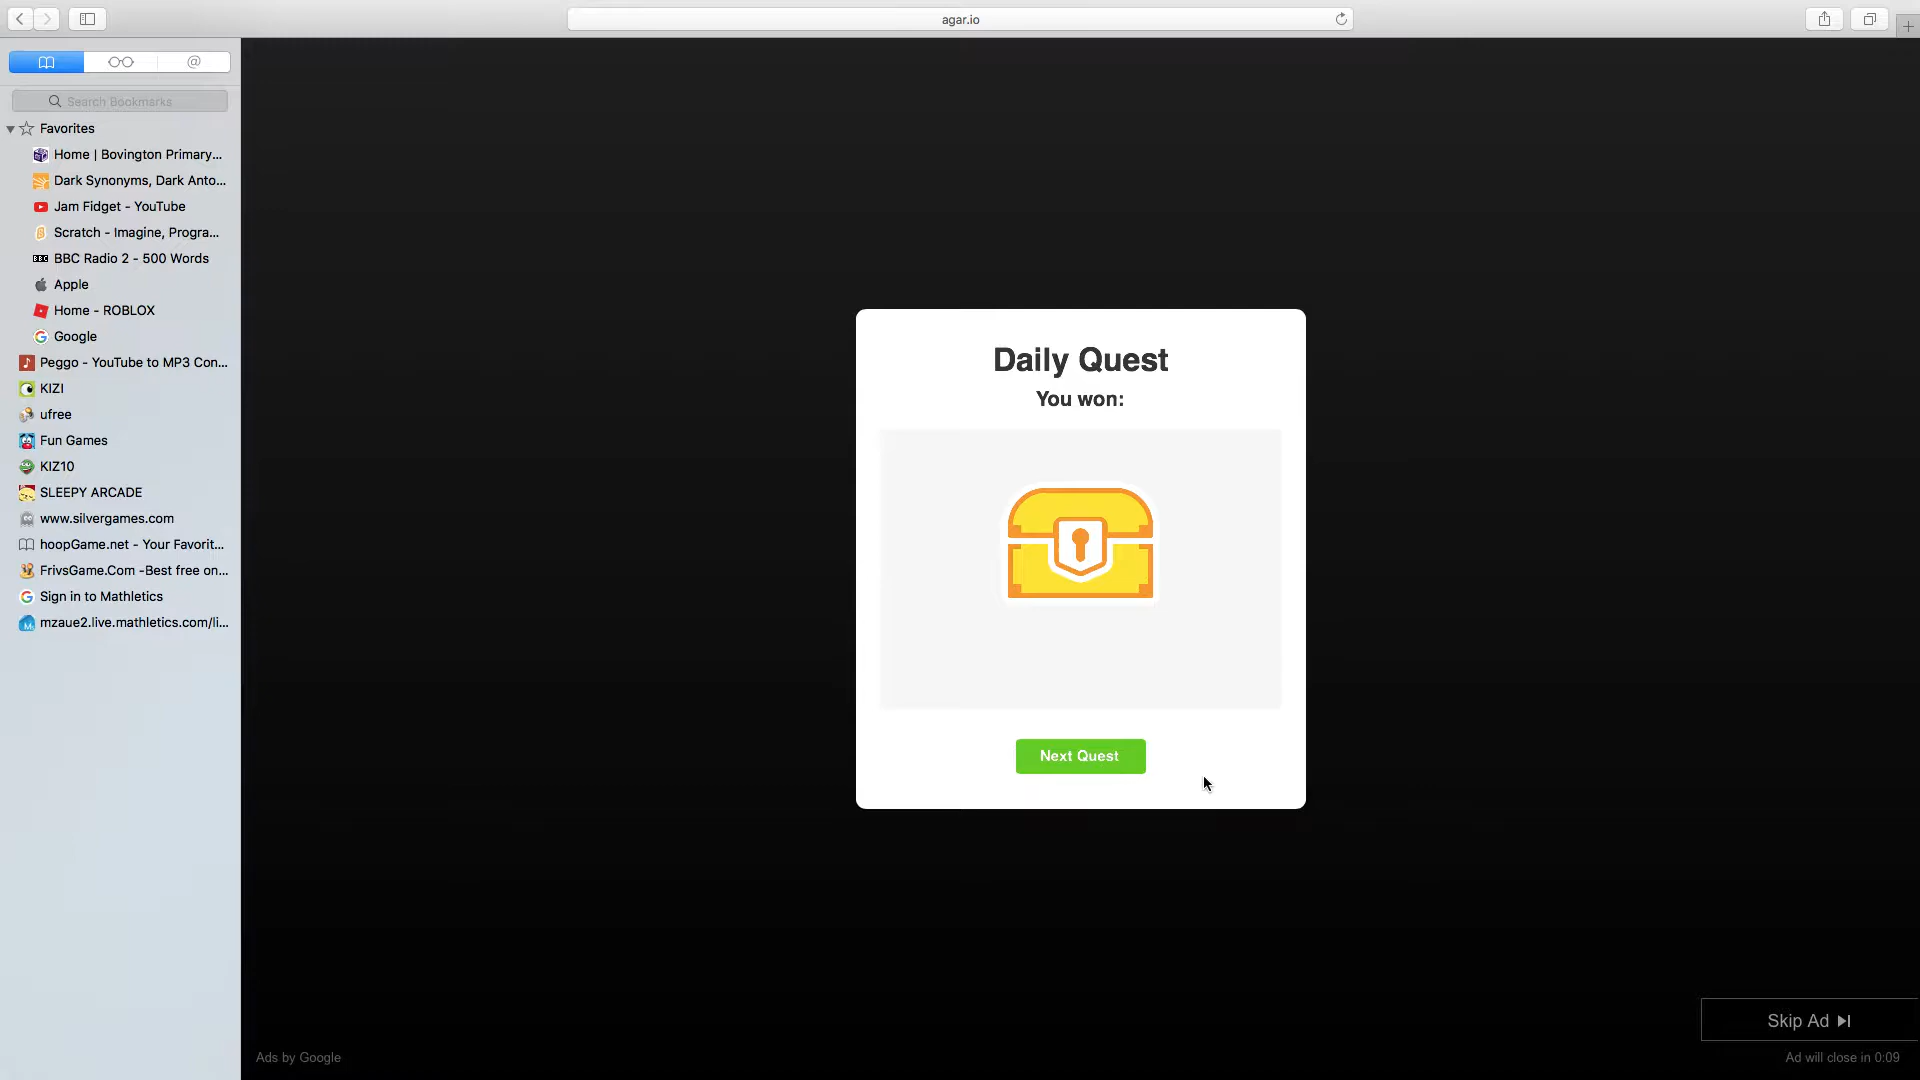 agar.io
@
Search Bookmarks
Favorites
Home | Bovington Primary...
Dark Synonyms, Dark Anto...
Jam Fidget - YouTube
Scratch - Imagine, Progra...
BBC BBC Radio 2 - 500 Words
Apple
Home - ROBLOX
Google
Peggo - YouTube to MP3 Con...
KIZI
ufree
Fun Games
KIZ10
SLEEPY ARCADE
www.silvergames.com
hoopGame.net - Your Favorit...
FrivsGame.Com -Best free on...
Sign in to Mathletics
mzaue2.live.mathletics.com/li...
Daily Quest
You won:
Next Quest
Skip Ad
Ads by Google
Ad will close in 0:09